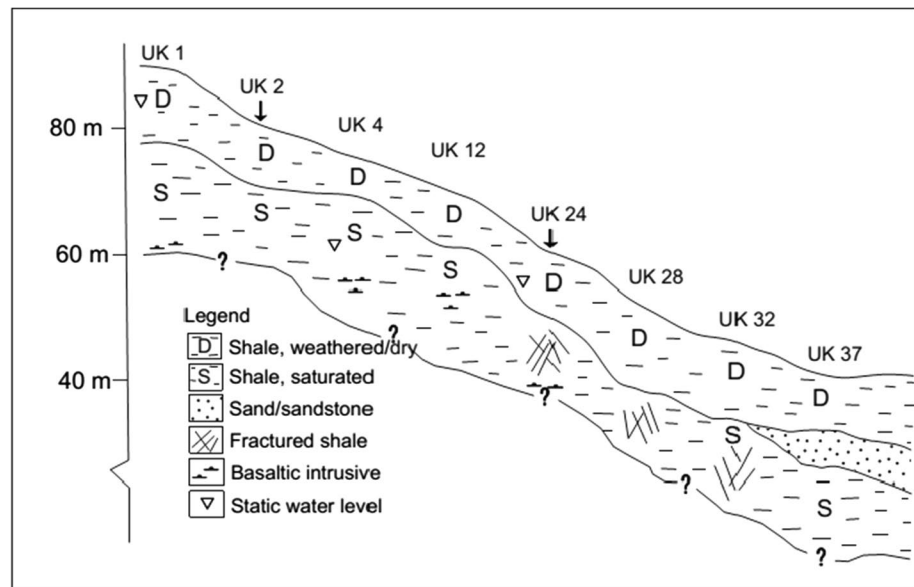 UK 1
UK 2
UK 4
UK 12
UK 24
UK 28
UK 32
UK 37
80 m
60 m
40 m
D
D
D
D
D
D
D
D
S
S
S
S
S
S
?
?
?
?
?
Legend
D Shale, weathered/dry
S Shale, saturated
Sand/sandstone
Fractured shale
Basaltic intrusive
Static water level